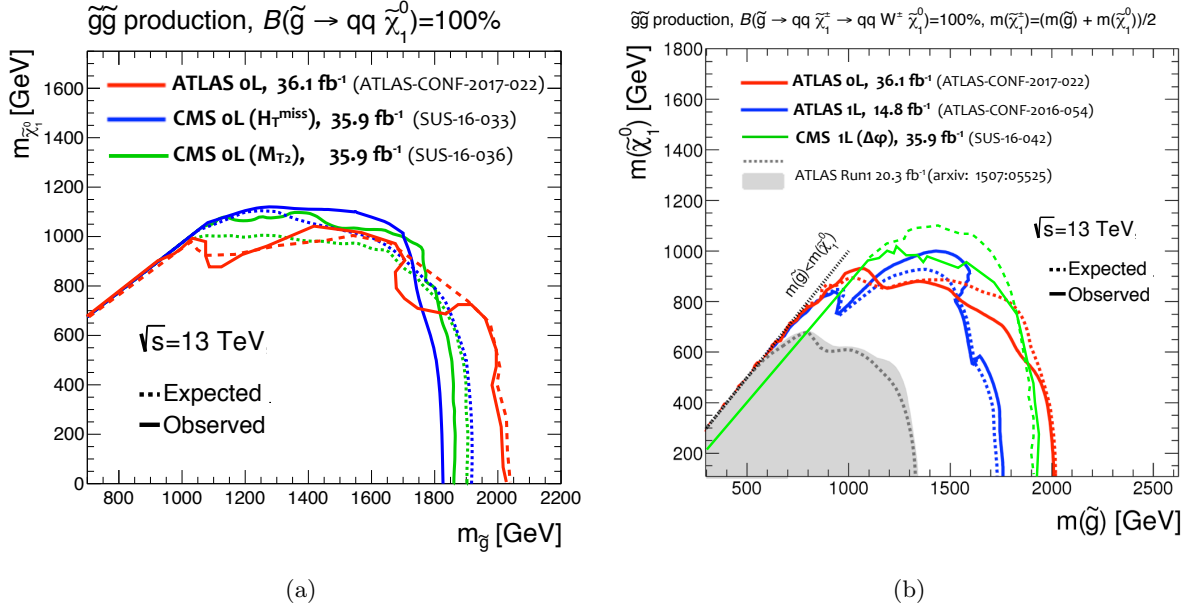 g̃g̃ production, B(g̃ → qq χ̃₁⁰)=100%
m_χ̃₁⁰ [GeV]
1600
1400
1200
1000
800
600
400
200
0
ATLAS 0L, 36.1 fb⁻¹ (ATLAS-CONF-2017-022)
CMS 0L (H_T^miss), 35.9 fb⁻¹ (SUS-16-033)
CMS 0L (M_T2), 35.9 fb⁻¹ (SUS-16-036)
√s=13 TeV
Expected
Observed
800 1000 1200 1400 1600 1800 2000 2200
m_g̃ [GeV]
(a)
g̃g̃ production, B(g̃ → qq χ̃₁± → qq W± χ̃₁⁰)=100%, m(χ̃₁±)=(m(g̃) + m(χ̃₁⁰))/2
m(χ̃₁⁰) [GeV]
1800
1600
1400
1200
1000
800
600
400
200
ATLAS 0L, 36.1 fb⁻¹ (ATLAS-CONF-2017-022)
ATLAS 1L, 14.8 fb⁻¹ (ATLAS-CONF-2016-054)
CMS 1L (Δφ), 35.9 fb⁻¹ (SUS-16-042)
ATLAS Run1 20.3 fb⁻¹ (arxiv: 1507:05525)
m(g̃)<m(χ̃₁⁰)
√s=13 TeV
Expected
Observed
500 1000 1500 2000 2500
m(g̃) [GeV]
(b)